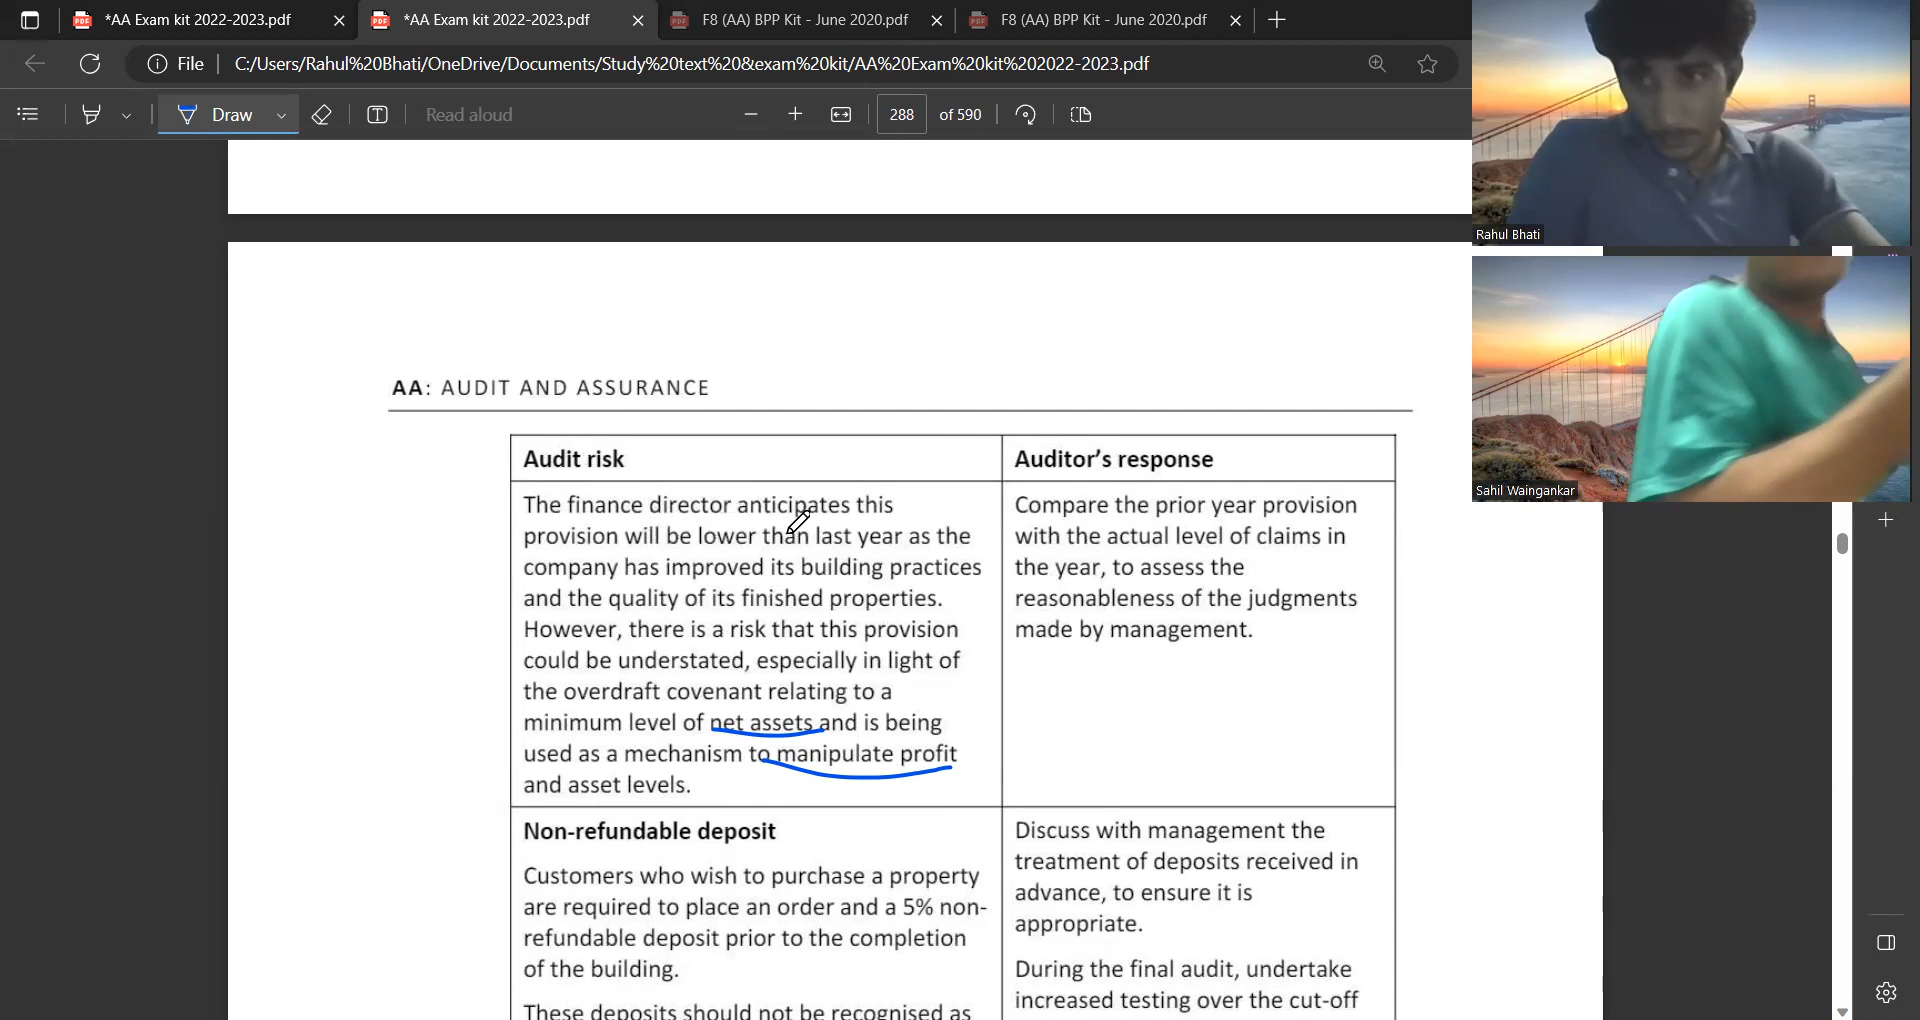 *AA Exam kit 2022-2023.pdf
*AA Exam kit 2022-2023.pdf
F8 (AA) BPP Kit - June 2020.pdf
F8 (AA) BPP Kit - June 2020.pdf
File
C:/Users/Rahul%20Bhati/OneDrive/Documents/Study%20text%20&exam%20kit/AA%20Exam%20kit%202022-2023.pdf
Draw
Read aloud
288 of 590
Rahul Bhati
Sahil Waingankar
AA: AUDIT AND ASSURANCE
Audit risk
The finance director anticipates this
provision will be lower than last year as the
company has improved its building practices
and the quality of its finished properties.
However, there is a risk that this provision
could be understated, especially in light of
the overdraft covenant relating to a
minimum level of net assets and is being
used as a mechanism to manipulate profit
and asset levels.
Auditor's response
Compare the prior year provision
with the actual level of claims in
the year, to assess the
reasonableness of the judgments
made by management.
Non-refundable deposit
Customers who wish to purchase a property
are required to place an order and a 5% non-
refundable deposit prior to the completion
of the building.
These deposits should not be recognised as
Discuss with management the
treatment of deposits received in
advance, to ensure it is
appropriate.
During the final audit, undertake
increased testing over the cut-off